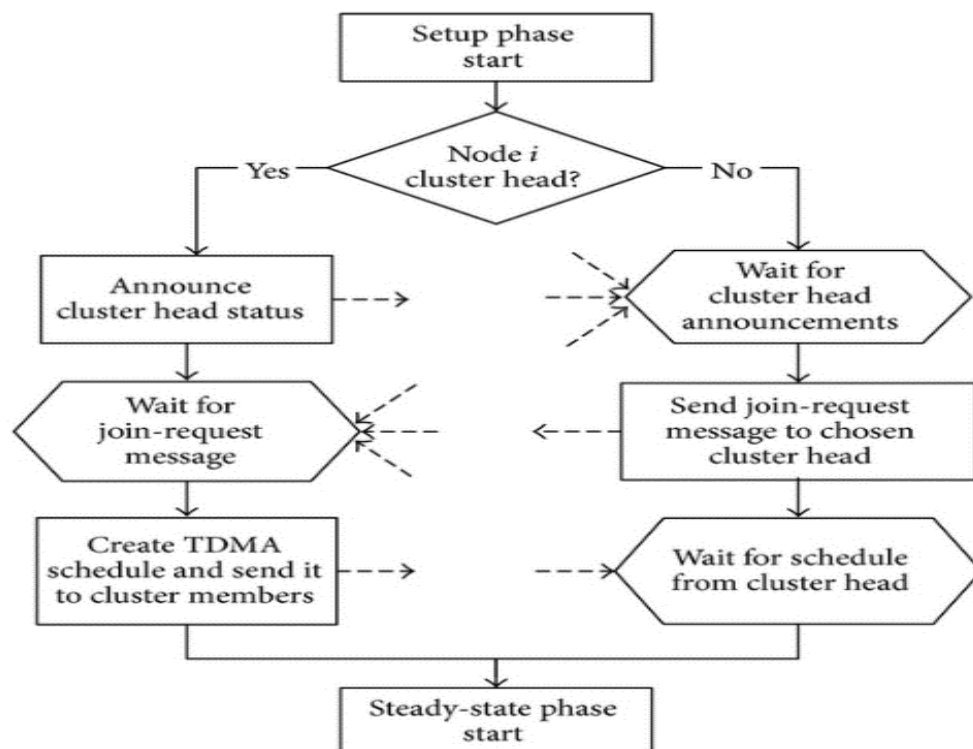 Setup phase
start
Node i
cluster head?
Yes
No
Announce
cluster head status
Wait for
cluster head
announcements
Wait for
join-request
message
Send join-request
message to chosen
cluster head
Create TDMA
schedule and send it
to cluster members
Wait for schedule
from cluster head
Steady-state phase
start